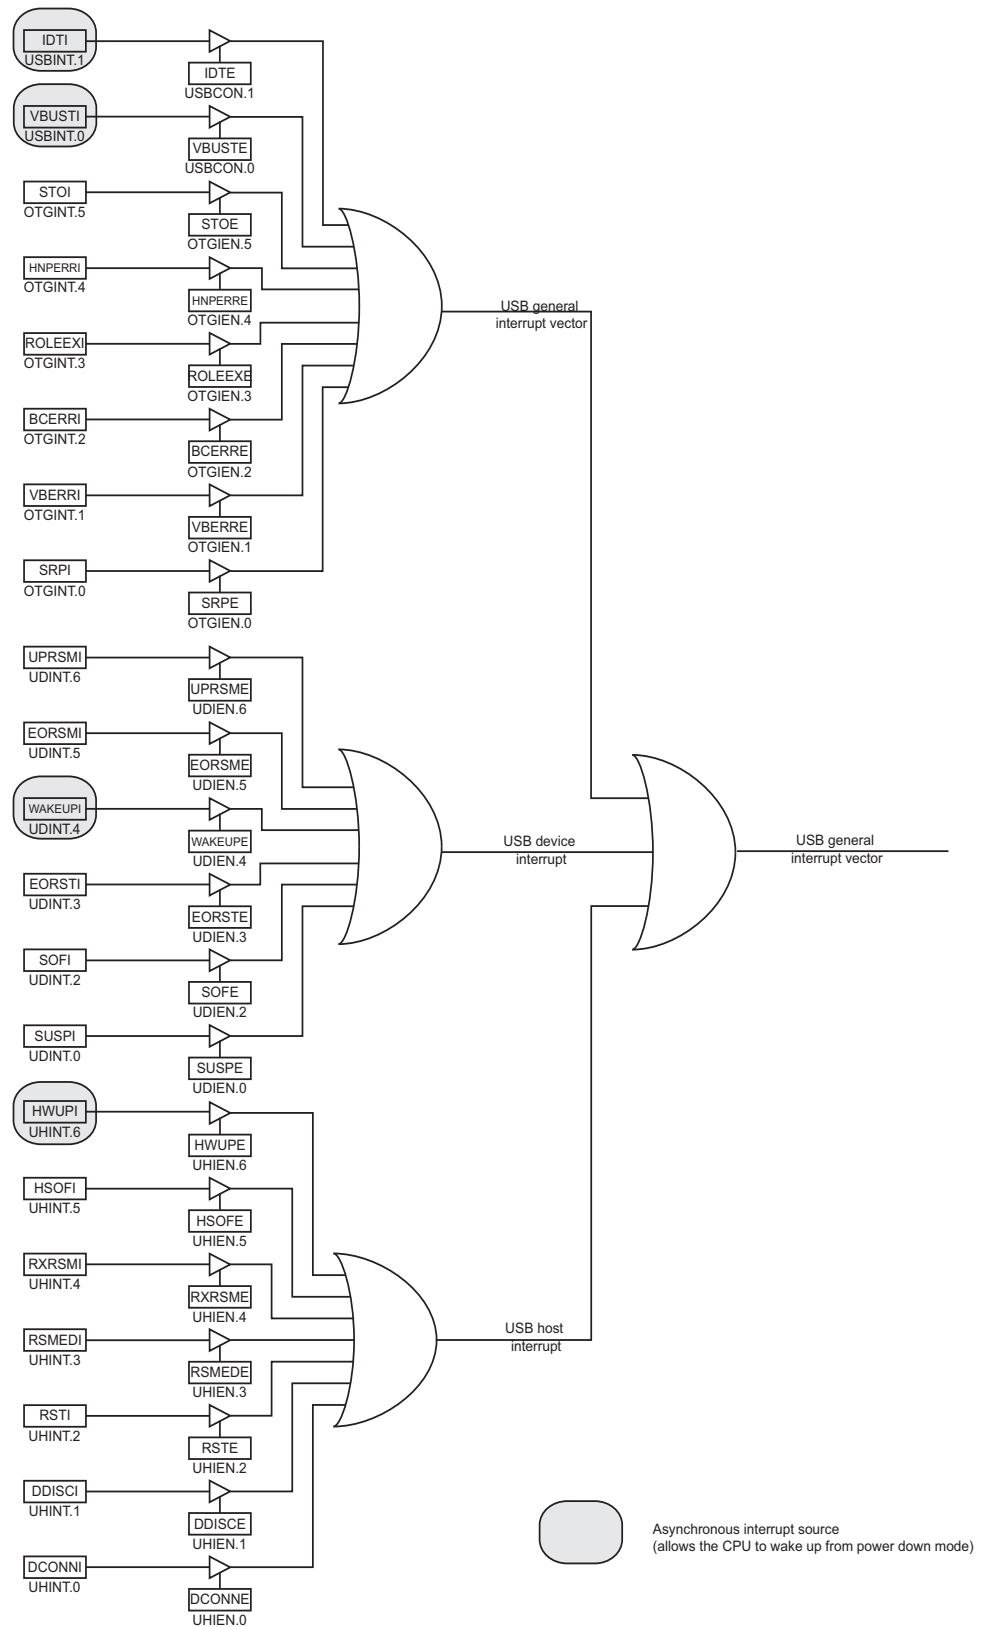 IDTI
USBINT.1
IDTE
USBCON.1
VBUSTI
USBINT.0
VBUSTE
USBCON.0
STOI
OTGINT.5
STOE
OTGIEN.5
HNPERRI
OTGINT.4
HNPERRE
OTGIEN.4
ROLEEXI
OTGINT.3
ROLEEXE
OTGIEN.3
BCERRI
OTGINT.2
BCERRE
OTGIEN.2
VBERRI
OTGINT.1
VBERRE
OTGIEN.1
SRPI
OTGINT.0
SRPE
OTGIEN.0
USB general
interrupt vector
UPRSMI
UDINT.6
UPRSME
UDIEN.6
EORSMI
UDINT.5
EORSME
UDIEN.5
WAKEUPI
UDINT.4
WAKEUPE
UDIEN.4
EORSTI
UDINT.3
EORSTE
UDIEN.3
SOFI
UDINT.2
SOFE
UDIEN.2
SUSPI
UDINT.0
SUSPE
UDIEN.0
USB device
interrupt
USB general
interrupt vector
HWUPI
UHINT.6
HWUPE
UHIEN.6
HSOFI
UHINT.5
HSOFE
UHIEN.5
RXRSMI
UHINT.4
RXRSME
UHIEN.4
RSMEDI
UHINT.3
RSMEDE
UHIEN.3
RSTI
UHINT.2
RSTE
UHIEN.2
DDISCI
UHINT.1
DDISCE
UHIEN.1
DCONNI
UHINT.0
DCONNE
UHIEN.0
USB host
interrupt
Asynchronous interrupt source
(allows the CPU to wake up from power down mode)